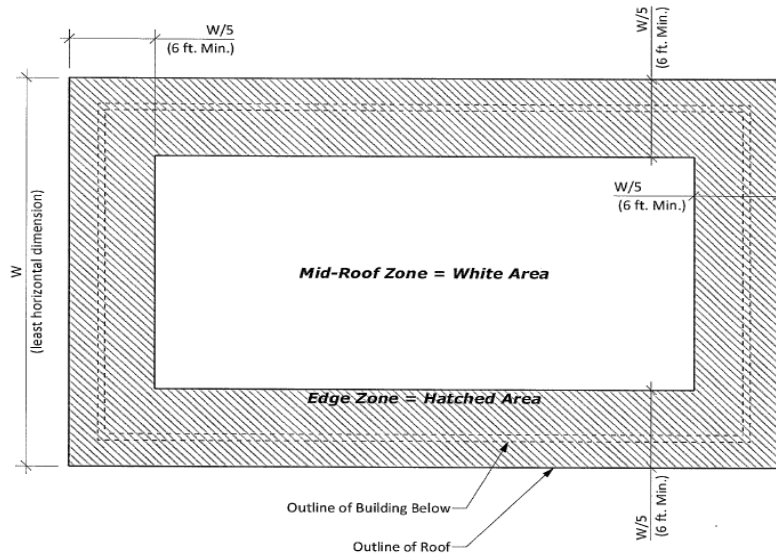 W/5
(6 ft. Min.)
W/5
(6 ft. Min.)
W/5
(6 ft. Min.)
W
(least horizontal dimension)
Mid-Roof Zone = White Area
Edge Zone = Hatched Area
Outline of Building Below
W/5
(6 ft. Min.)
Outline of Roof